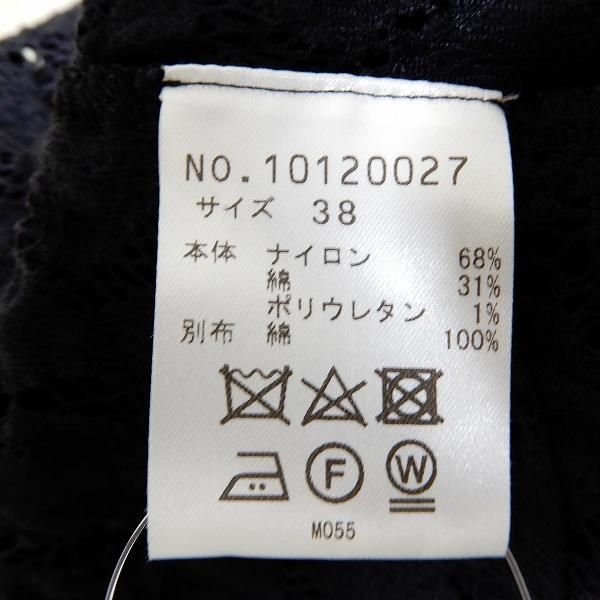 NO.10120027
サイズ 38
本体 ナイロン 68%
綿 31%
ポリウレタン 1%
別布 綿 100%
F W
M055